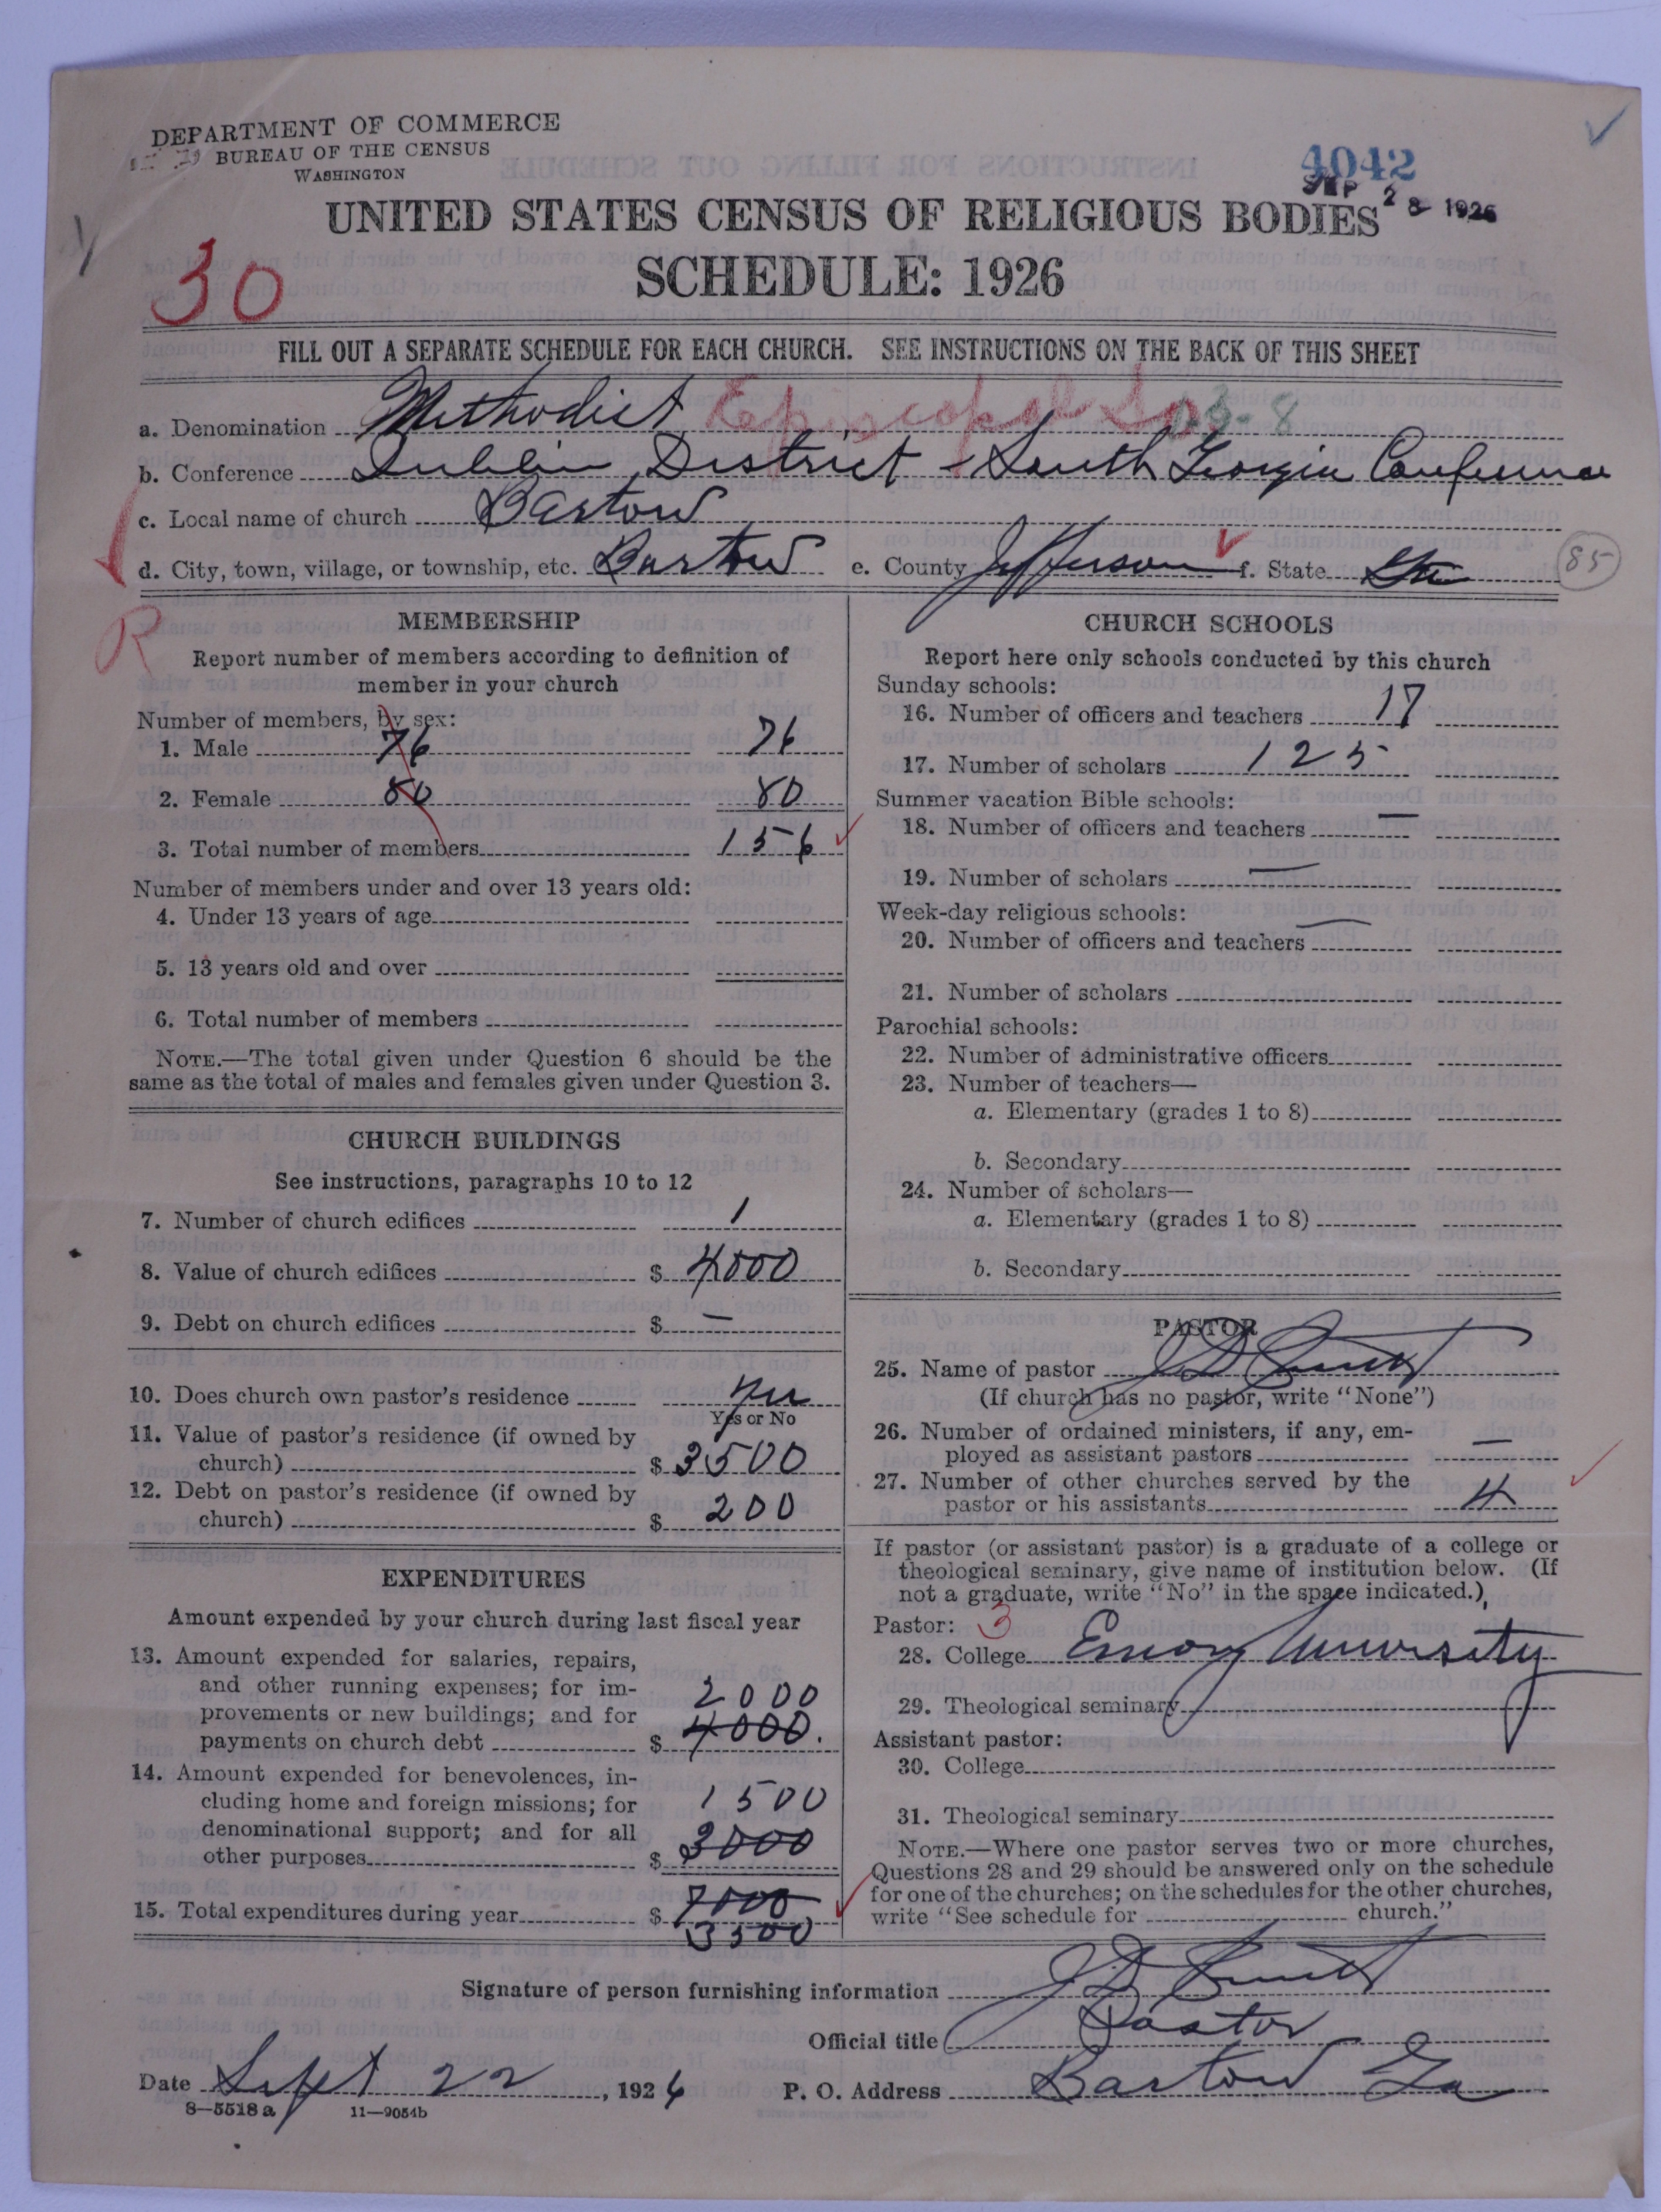 DEPARTMENT OF COMMERCE
BUREAU OF THE CENSUS
WASHINGTON
4042
SEP 28 1926
UNITED STATES CENSUS OF RELIGIOUS BODIES
SCHEDULE: 1926
30
FILL OUT A SEPARATE SCHEDULE FOR EACH CHURCH. SEE INSTRUCTIONS ON THE BACK OF THIS SHEET
a. Denomination Methodist Episcopal So 13-8
b. Conference Dublin District - South Georgia Conference
c. Local name of church Bartow
d. City, town, village, or township, etc. Bartow e. County Jefferson f. State Ga
85
R
MEMBERSHIP
Report number of members according to definition of
member in your church
Number of members, by sex:
1. Male 76 76
2. Female 80 80
3. Total number of members 156
Number of members under and over 13 years old:
4. Under 13 years of age
5. 13 years old and over
6. Total number of members
NOTE.—The total given under Question 6 should be the
same as the total of males and females given under Question 3.
CHURCH BUILDINGS
See instructions, paragraphs 10 to 12
7. Number of church edifices 1
8. Value of church edifices $ 4000
9. Debt on church edifices $ —
10. Does church own pastor's residence yes
Yes or No
11. Value of pastor's residence (if owned by
church) $ 3500
12. Debt on pastor's residence (if owned by
church) $ 200
EXPENDITURES
Amount expended by your church during last fiscal year
13. Amount expended for salaries, repairs,
and other running expenses; for im-
provements or new buildings; and for 2000
payments on church debt $ 4000.
14. Amount expended for benevolences, in-
cluding home and foreign missions; for 1500
denominational support; and for all
other purposes $ 3000
15. Total expenditures during year $ 7000
3500
CHURCH SCHOOLS
Report here only schools conducted by this church
Sunday schools:
16. Number of officers and teachers 17
17. Number of scholars 125
Summer vacation Bible schools:
18. Number of officers and teachers —
19. Number of scholars —
Week-day religious schools:
20. Number of officers and teachers —
21. Number of scholars
Parochial schools:
22. Number of administrative officers
23. Number of teachers—
a. Elementary (grades 1 to 8)
b. Secondary
24. Number of scholars—
a. Elementary (grades 1 to 8)
b. Secondary
PASTOR
25. Name of pastor J D
(If church has no pastor, write "None")
26. Number of ordained ministers, if any, em-
ployed as assistant pastors —
27. Number of other churches served by the
pastor or his assistants 4
If pastor (or assistant pastor) is a graduate of a college or
theological seminary, give name of institution below. (If
not a graduate, write "No" in the space indicated.)
Pastor: 3
28. College Emory University
29. Theological seminary
Assistant pastor:
30. College
31. Theological seminary
NOTE.—Where one pastor serves two or more churches,
Questions 28 and 29 should be answered only on the schedule
for one of the churches; on the schedules for the other churches,
write "See schedule for church."
Signature of person furnishing information J D
Official title Pastor
Date Sept 22, 1926 P. O. Address Bartow Ga
8—5518 a 11—9054b